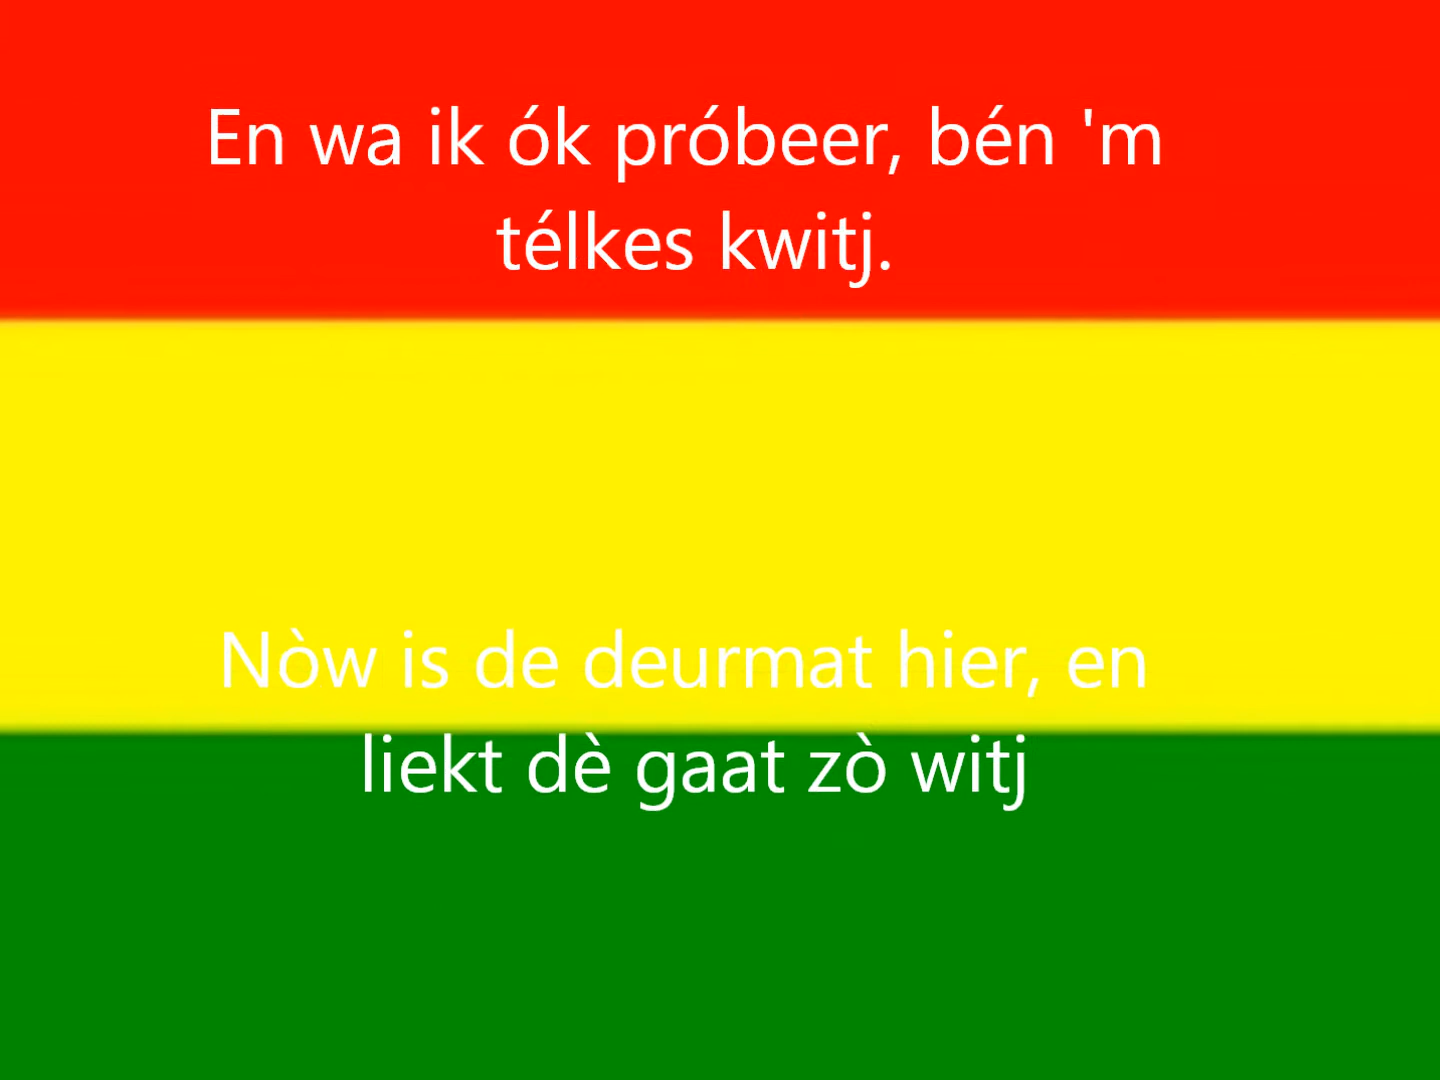 En wa ik ók próbeer, bén 'm
télkes kwitj.
Nòw is de deurmat hier, en
liekt dè gaat zò witj